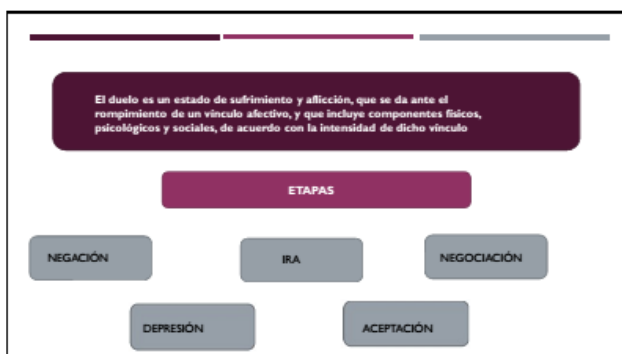 El duelo es un estado de sufrimiento y aflicción, que se da ante el
rompimiento de un vínculo afectivo, y que incluye componentes físicos,
psicológicos y sociales, de acuerdo con la intensidad de dicho vínculo
ETAPAS
NEGACIÓN
IRA
NEGOCIACIÓN
DEPRESIÓN
ACEPTACIÓN